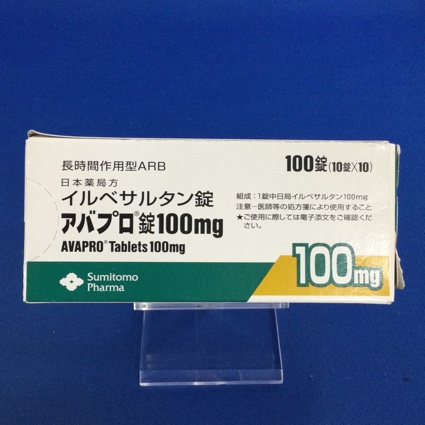 長時間作用型ARB
日本薬局方
イルベサルタン錠
アバプロ®錠100mg
AVAPRO® Tablets 100mg
100錠(10錠×10)
組成:1錠中日局イルベサルタン100mg
注意-医師等の処方箋により使用すること
★ご使用に際しては電子添文をご確認くだ
さい。
100mg
Sumitomo
Pharma